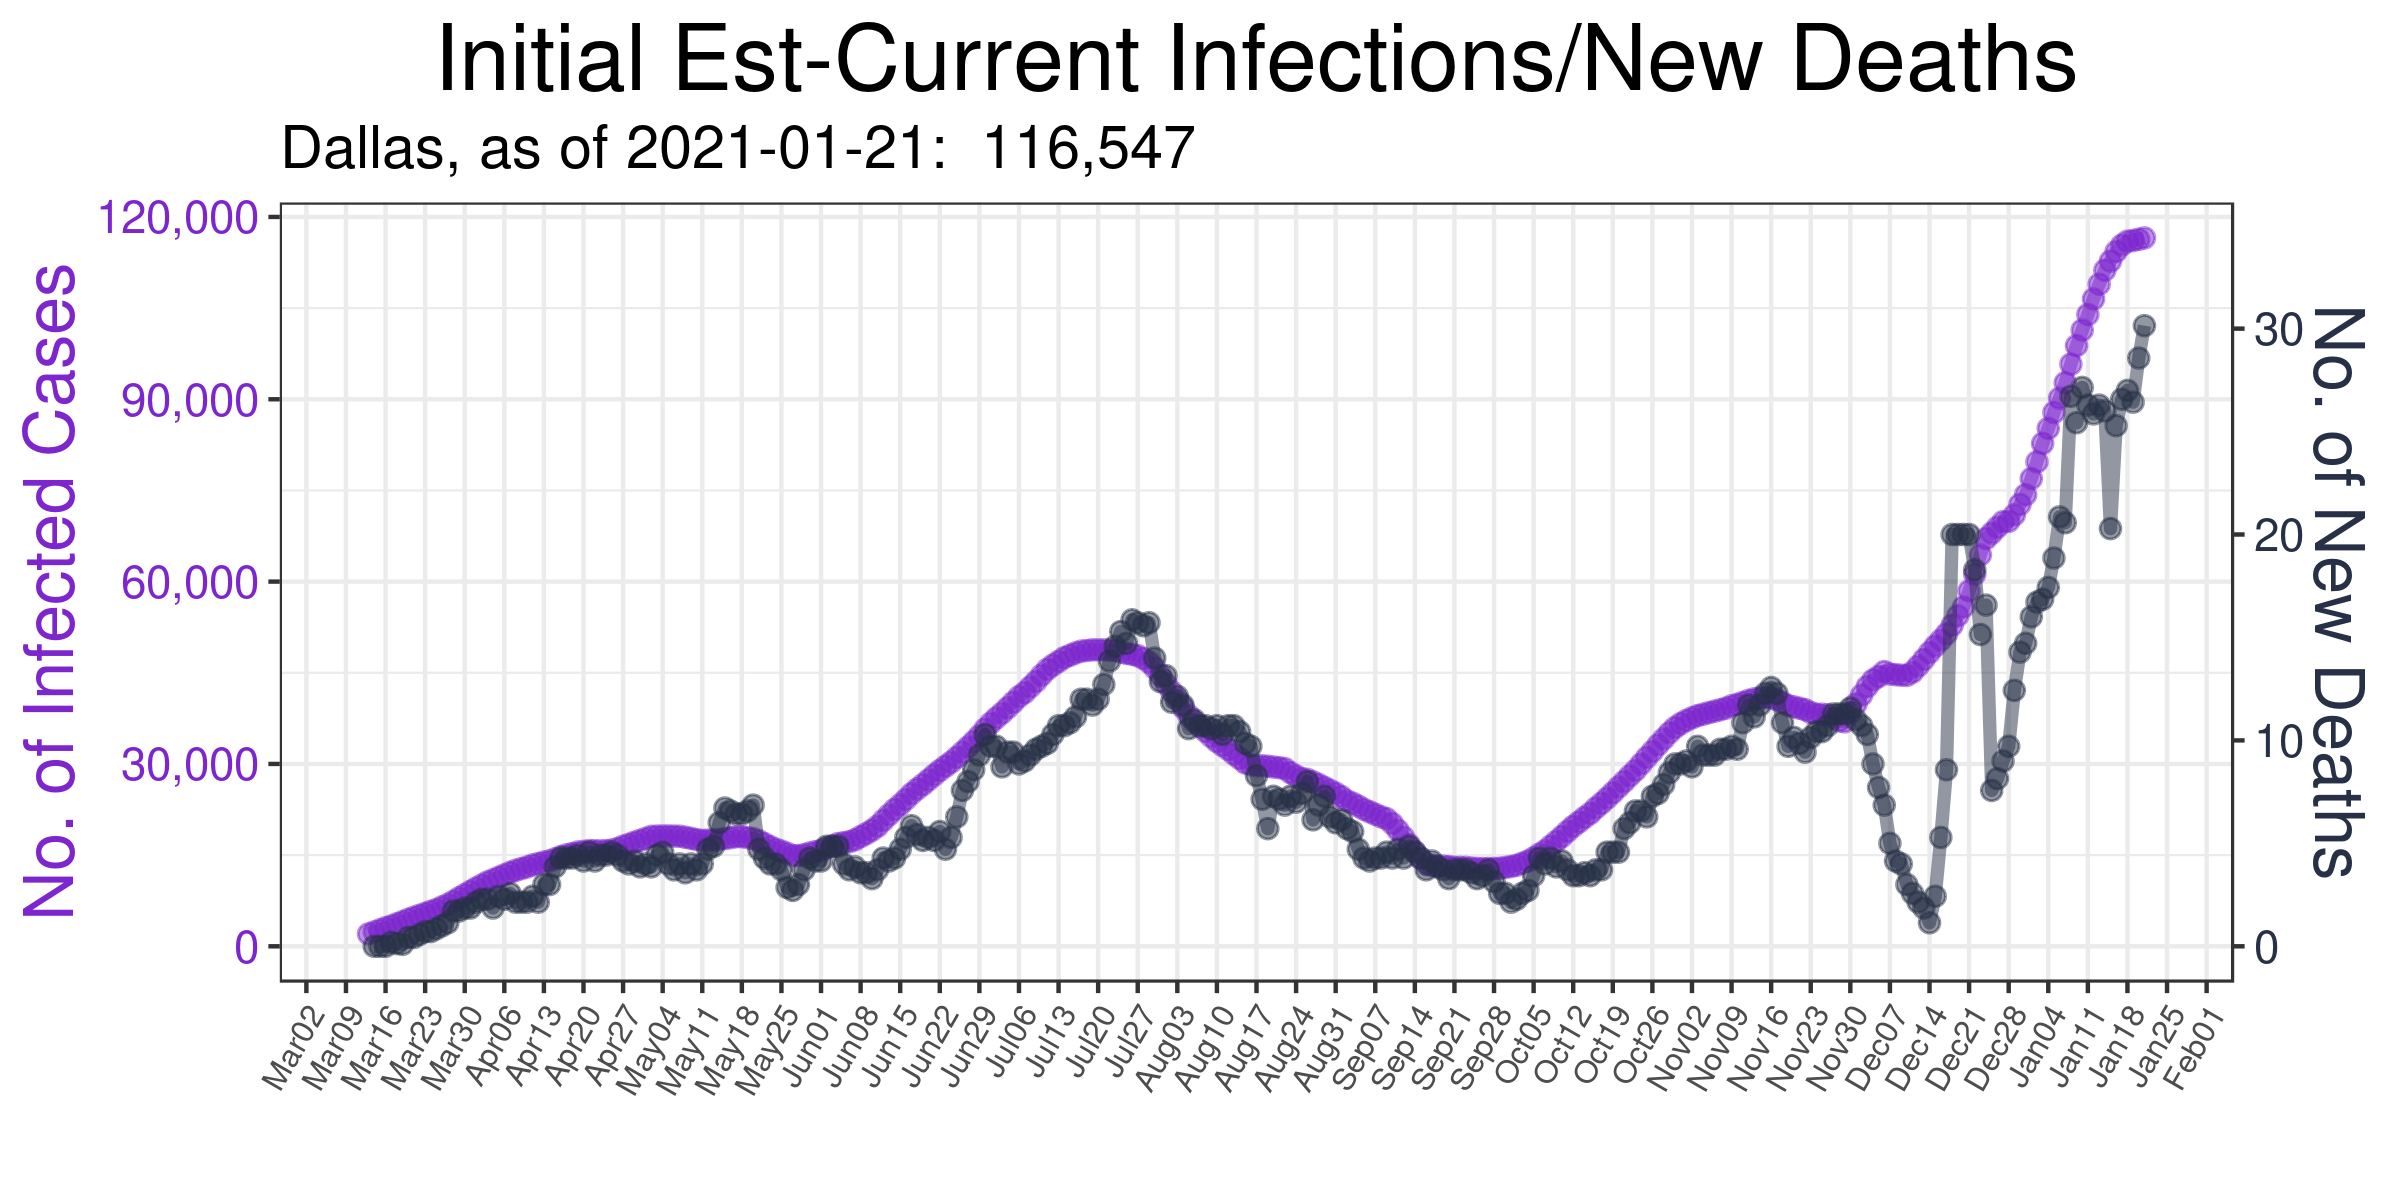 Initial Est-Current Infections/New Deaths
Dallas, as of 2021-01-21:  116,547
No. of Infected Cases
120,000
90,000
60,000
30,000
0
No. of New Deaths
30
20
10
0
Mar02
Mar09
Mar16
Mar23
Mar30
Apr06
Apr13
Apr20
Apr27
May04
May11
May18
May25
Jun01
Jun08
Jun15
Jun22
Jun29
Jul06
Jul13
Jul20
Jul27
Aug03
Aug10
Aug17
Aug24
Aug31
Sep07
Sep14
Sep21
Sep28
Oct05
Oct12
Oct19
Oct26
Nov02
Nov09
Nov16
Nov23
Nov30
Dec07
Dec14
Dec21
Dec28
Jan04
Jan11
Jan18
Jan25
Feb01